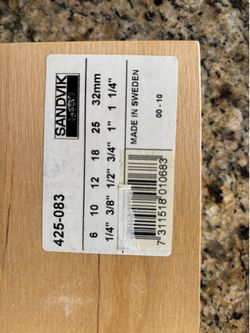 SANDVIK
425-083
6 10 12 18 25 32mm
1/4" 3/8" 1/2" 3/4" 1" 1 1/4"
MADE IN SWEDEN
00 - 10
7 311518 010683